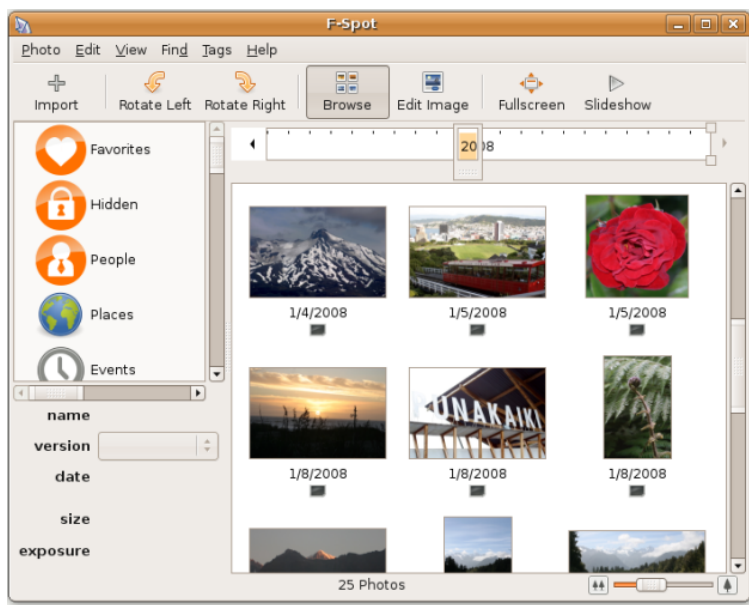 F-Spot
Photo Edit View Find Tags Help
Import Rotate Left Rotate Right Browse Edit Image Fullscreen Slideshow
2008
Favorites
Hidden
People
Places
Events
name
version
date
size
exposure
1/4/2008 1/5/2008 1/5/2008
PUNAKAIKI
1/8/2008 1/8/2008 1/8/2008
25 Photos